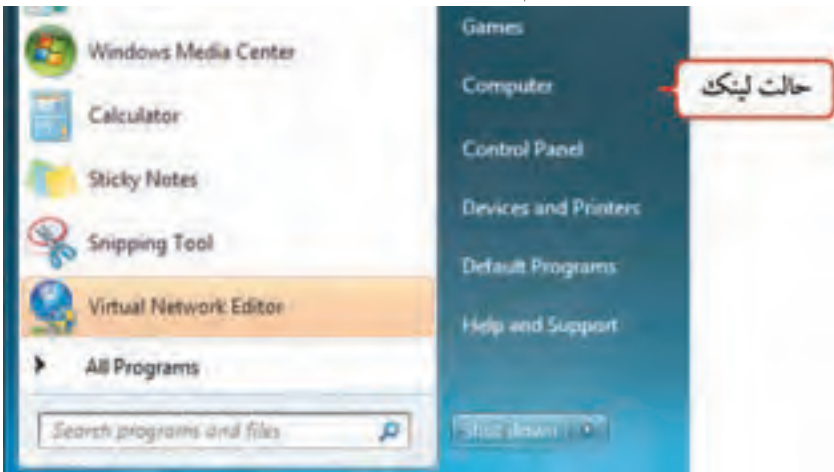 Windows Media Center
Calculator
Sticky Notes
Snipping Tool
Virtual Network Editor
All Programs
Search programs and files
Games
Computer
Control Panel
Devices and Printers
Default Programs
Help and Support
Shut down
حالت لینک